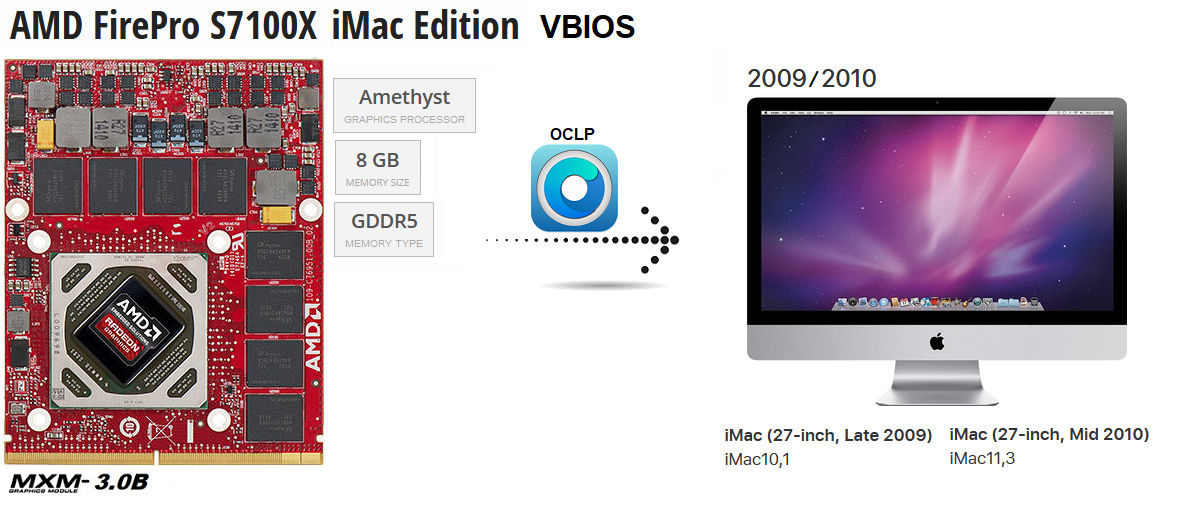 AMD FirePro S7100X iMac Edition VBIOS
Amethyst
GRAPHICS PROCESSOR
8 GB
MEMORY SIZE
GDDR5
MEMORY TYPE
OCLP
2009/2010
AMD
RADEON
GRAPHICS
AMD
MXM-3.0B
GRAPHICS MODULE
iMac (27-inch, Late 2009)
iMac10,1
iMac (27-inch, Mid 2010)
iMac11,3